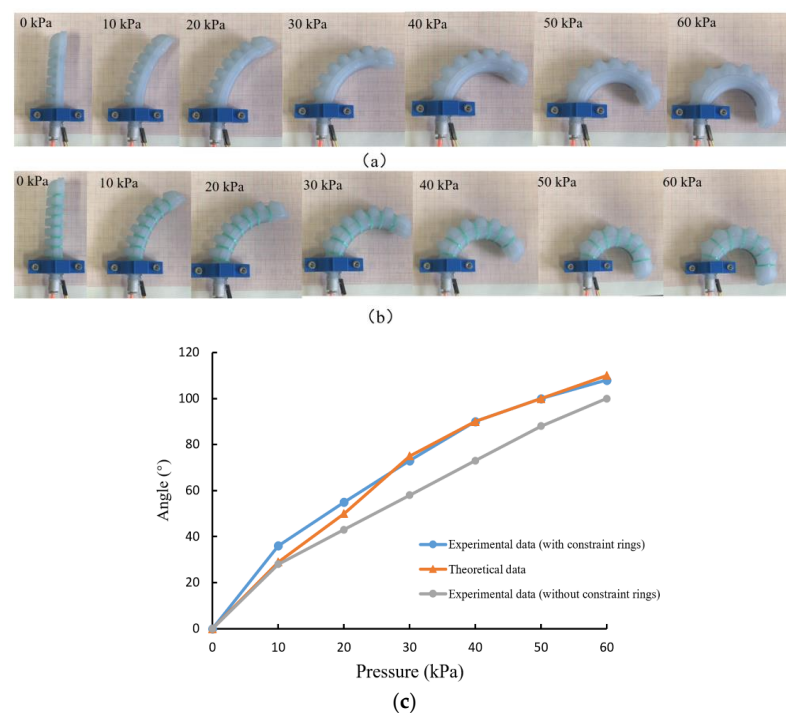 0 kPa 10 kPa 20 kPa 30 kPa 40 kPa 50 kPa 60 kPa
(a)
0 kPa 10 kPa 20 kPa 30 kPa 40 kPa 50 kPa 60 kPa
(b)
120
100
80
60
40
20
0
Angle (°)
Experimental data (with constraint rings)
Theoretical data
Experimental data (without constraint rings)
0 10 20 30 40 50 60
Pressure (kPa)
(c)